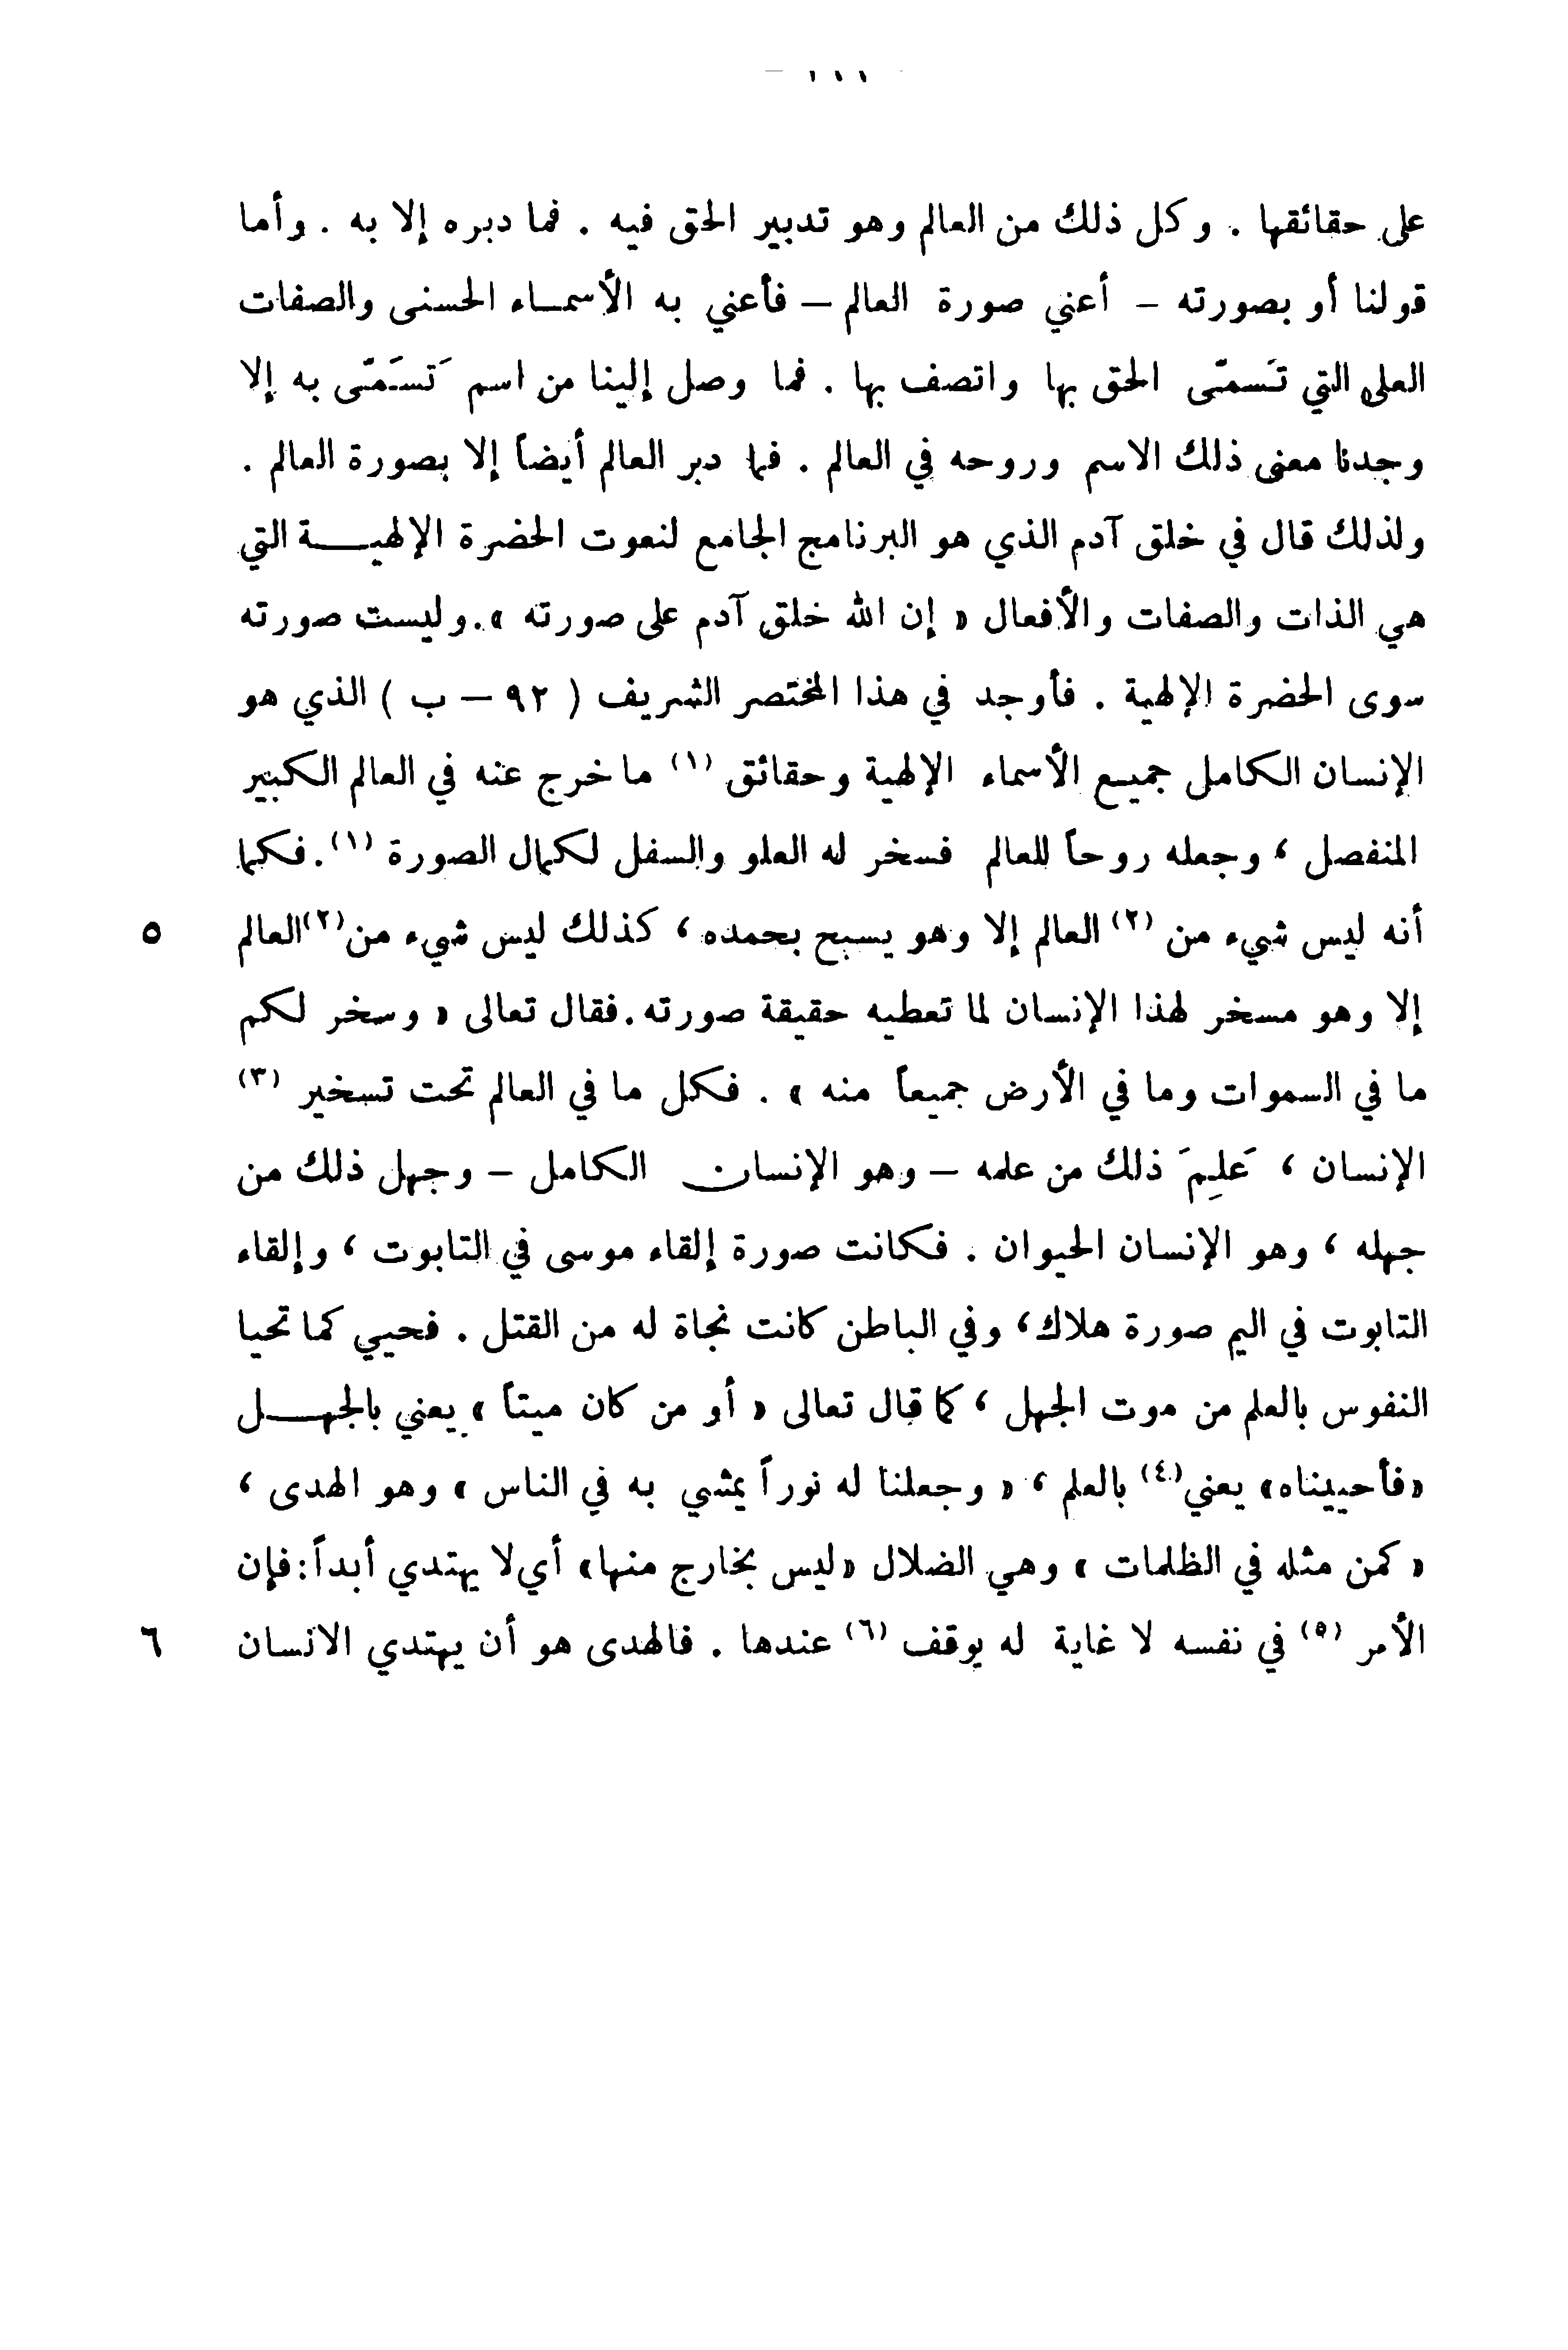 على حقائقها . وكل ذلك من العالم وهو تدبير الحق فيه . فما دبره إلا به . وأما
قولنا أو بصورته – أعني صورة العالم – فأعني به الأسمـاء الحسنى والصفات
العلى التي تَسمّى الحق بها واتصف بها . فما وصل إلينا من اسم تَسَمّى به إلا
وجدنا معنى ذلك الاسم وروحه في العالم . فما دبر العالم أيضاً إلا بصورة العالم .
ولذلك قال في خلق آدم الذي هو البرنامج الجامع لنعوت الحضرة الإلهيـــة التي
هي الذات والصفات والأفعال « إن الله خلق آدم على صورته ».وليست صورته
سوى الحضرة الإلهية . فأوجد في هذا المختصر الشريف ( ٩٢ – ب ) الذي هو
الإنسان الكامل جميع الأسماء الإلهية وحقائق (١) ما خرج عنه في العالم الكبير
المنفصل ، وجعله روحاً للعالم فسخر له العلو والسفل لكمال الصورة (١).فكما
أنه ليس شيء من (٢) العالم إلا وهو يسبح بحمده ، كذلك ليس شيء من(٢)العالم ٥
إلا وهو مسخر لهذا الإنسان لما تعطيه حقيقة صورته.فقال تعالى « وسخر لكم
ما في السموات وما في الأرض جميعاً منه » . فكل ما في العالم تحت تسخير (٣)
الإنسان ، عَلِمَ ذلك من علمه – وهو الإنسان الكامل – وجهل ذلك من
جهله ، وهو الإنسان الحيوان . فكانت صورة إلقاء موسى في التابوت ، وإلقاء
التابوت في اليم صورة هلاك، وفي الباطن كانت نجاة له من القتل . فحيي كما تحيا
النفوس بالعلم من موت الجهل ، كما قال تعالى « أو من كان ميتاً » يعني بالجهـــل
«فأحييناه» يعني(٤) بالعلم ، « وجعلنا له نوراً يمشي به في الناس » وهو الهدى ،
« كمن مثله في الظلمات » وهي الضلال «ليس بخارج منها» أي لا يهتدي أبداً:فإن
الأمر (٥) في نفسه لا غاية له يوقف (٦) عندها . فالهدى هو أن يهتدي الانسان ٦